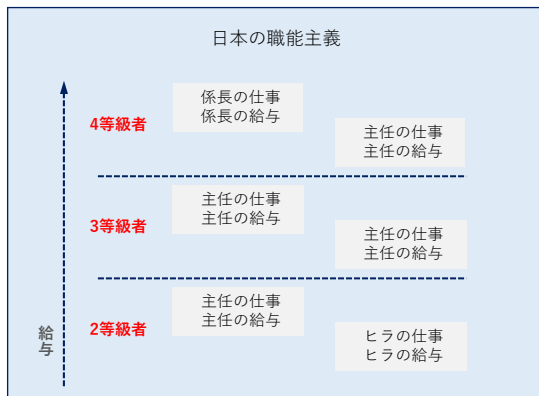 日本の職能主義
4等級者
係長の仕事
係長の給与
主任の仕事
主任の給与
3等級者
主任の仕事
主任の給与
主任の仕事
主任の給与
2等級者
主任の仕事
主任の給与
ヒラの仕事
ヒラの給与
給与